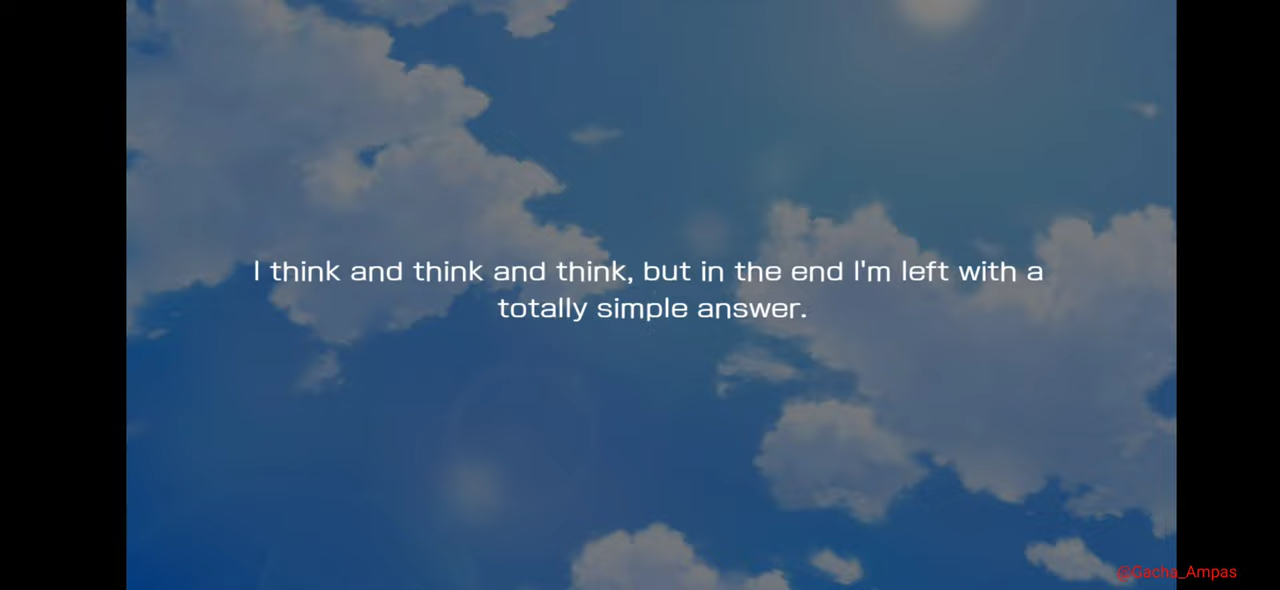 I think and think and think, but in the end I'm left with a
totally simple answer.
@Gacha_Ampas